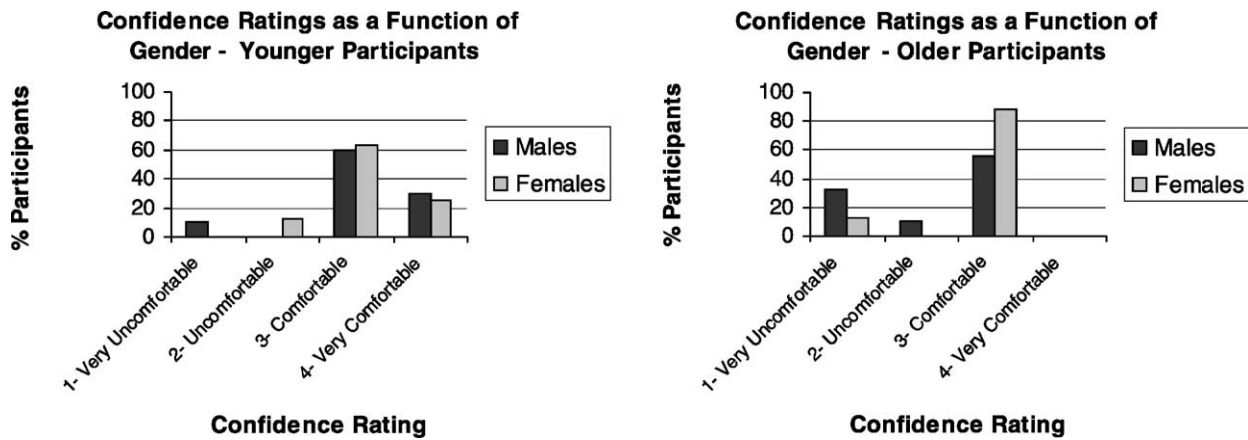 Confidence Ratings as a Function of
Gender - Younger Participants
% Participants
100
80
60
40
20
0
1- Very Uncomfortable
2- Uncomfortable
3- Comfortable
4- Very Comfortable
Confidence Rating
Males
Females
Confidence Ratings as a Function of
Gender - Older Participants
% Participants
100
80
60
40
20
0
1- Very Uncomfortable
2- Uncomfortable
3- Comfortable
4- Very Comfortable
Confidence Rating
Males
Females